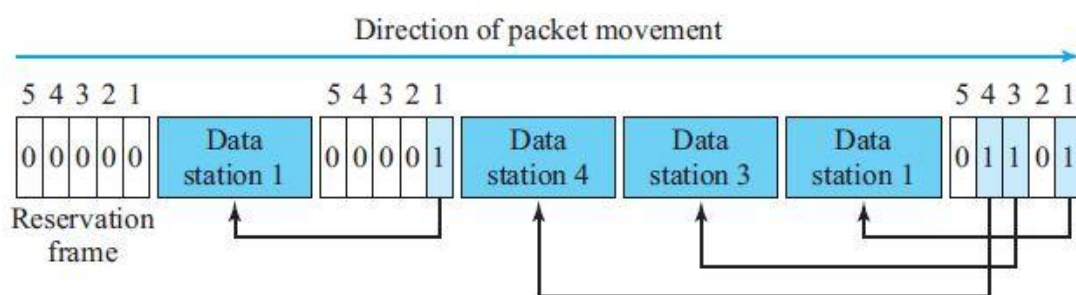 Direction of packet movement
5 4 3 2 1
5 4 3 2 1
5 4 3 2 1
0 0 0 0 0
Data
station 1
0 0 0 0 1
Data
station 4
Data
station 3
Data
station 1
0 1 1 0 1
Reservation
frame